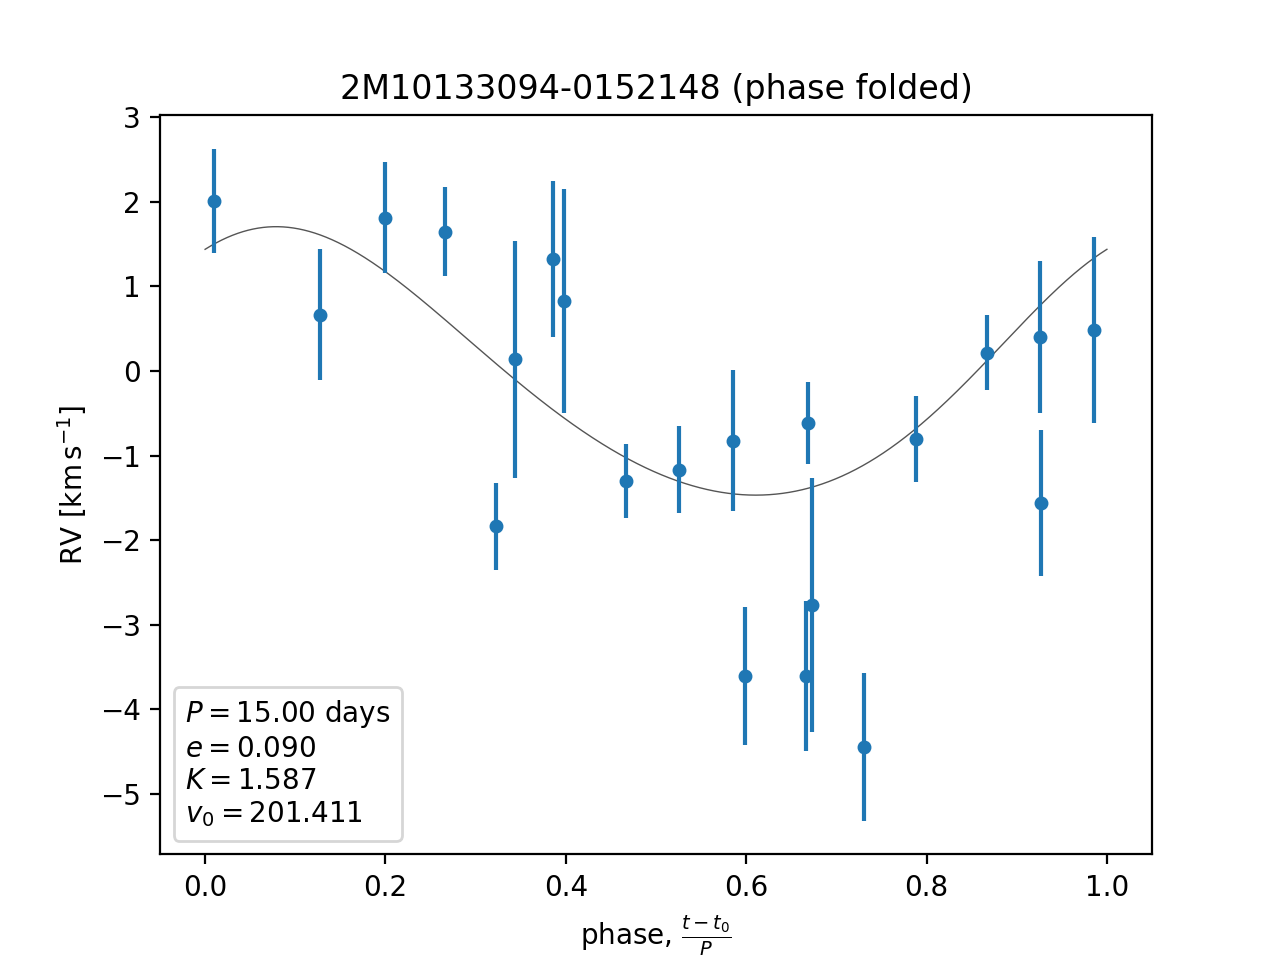 2M10133094-0152148 (phase folded)
3
2
1
0
−1
−2
−3
−4
−5
RV [km s⁻¹]
P = 15.00 days
e = 0.090
K = 1.587
v₀ = 201.411
0.0 0.2 0.4 0.6 0.8 1.0
phase, (t − t₀)/P